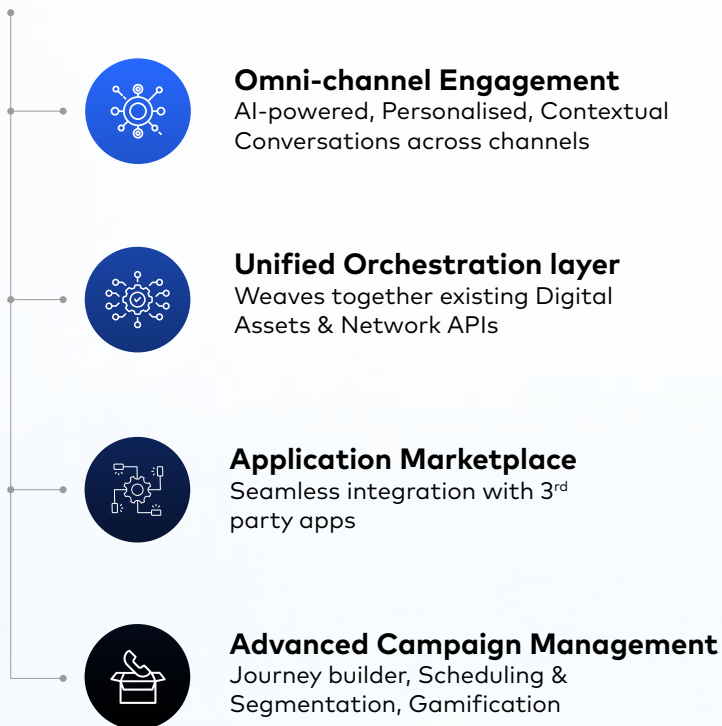 Omni-channel Engagement
AI-powered, Personalised, Contextual
Conversations across channels
Unified Orchestration layer
Weaves together existing Digital
Assets & Network APIs
Application Marketplace
Seamless integration with 3rd
party apps
Advanced Campaign Management
Journey builder, Scheduling &
Segmentation, Gamification